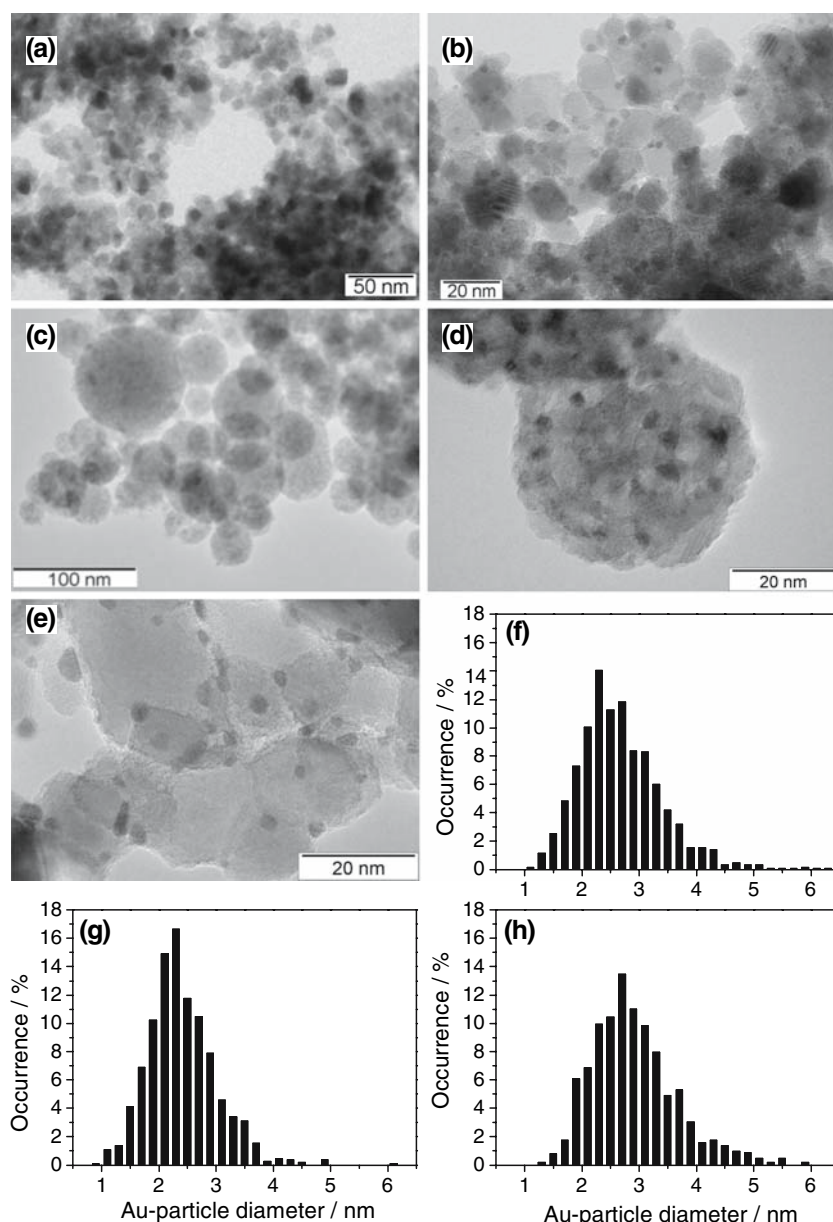 (a)
50 nm
(b)
20 nm
(c)
100 nm
(d)
20 nm
(e)
20 nm
(f)
Occurrence / %
18
16
14
12
10
8
6
4
2
0
1 2 3 4 5 6
(g)
Occurrence / %
18
16
14
12
10
8
6
4
2
0
1 2 3 4 5 6
Au-particle diameter / nm
(h)
Occurrence / %
18
16
14
12
10
8
6
4
2
0
1 2 3 4 5 6
Au-particle diameter / nm